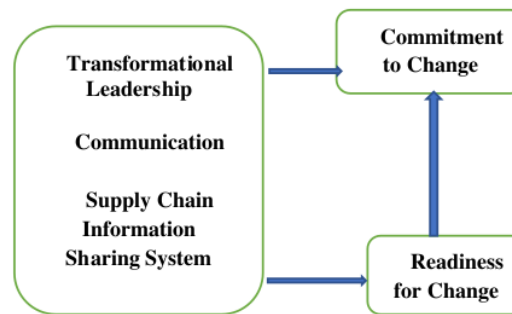 Transformational
Leadership
Communication
Supply Chain
Information
Sharing System
Commitment
to Change
Readiness
for Change